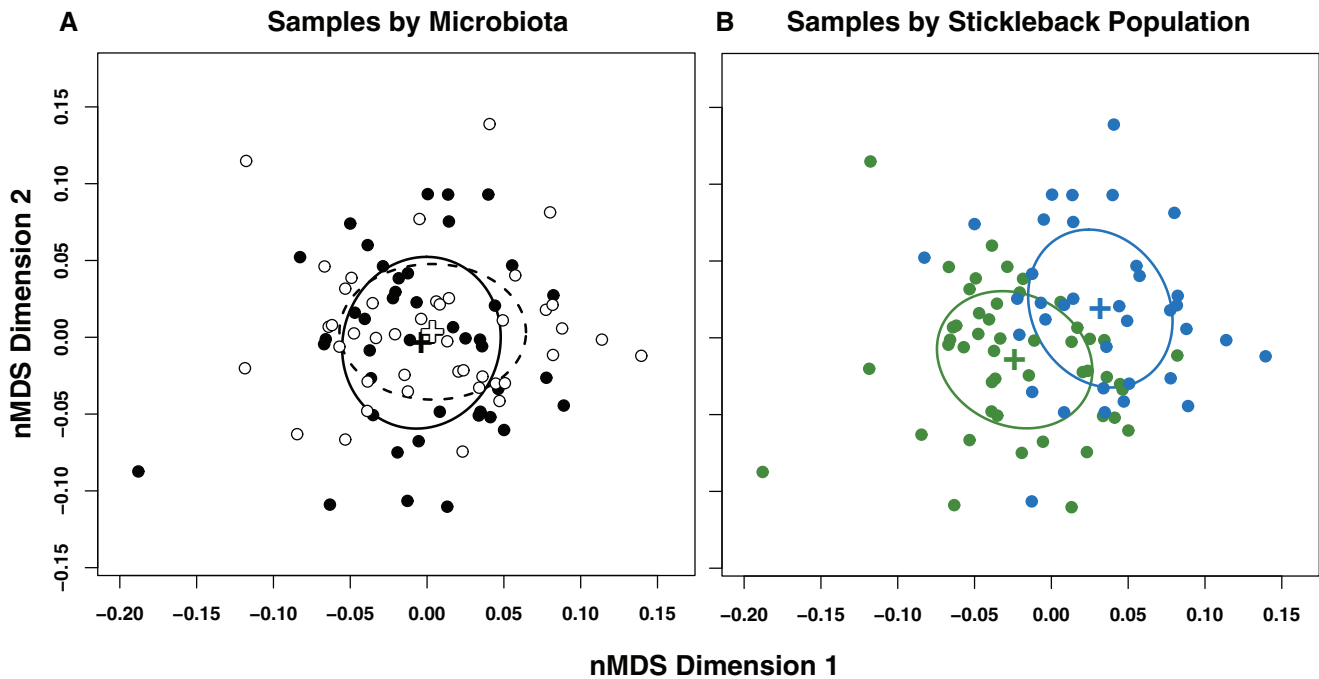 A Samples by Microbiota
B Samples by Stickleback Population
nMDS Dimension 2
0.15
0.10
0.05
0.00
−0.05
−0.10
−0.15
−0.20 −0.15 −0.10 −0.05 0.00 0.05 0.10 0.15
−0.20 −0.15 −0.10 −0.05 0.00 0.05 0.10 0.15
nMDS Dimension 1